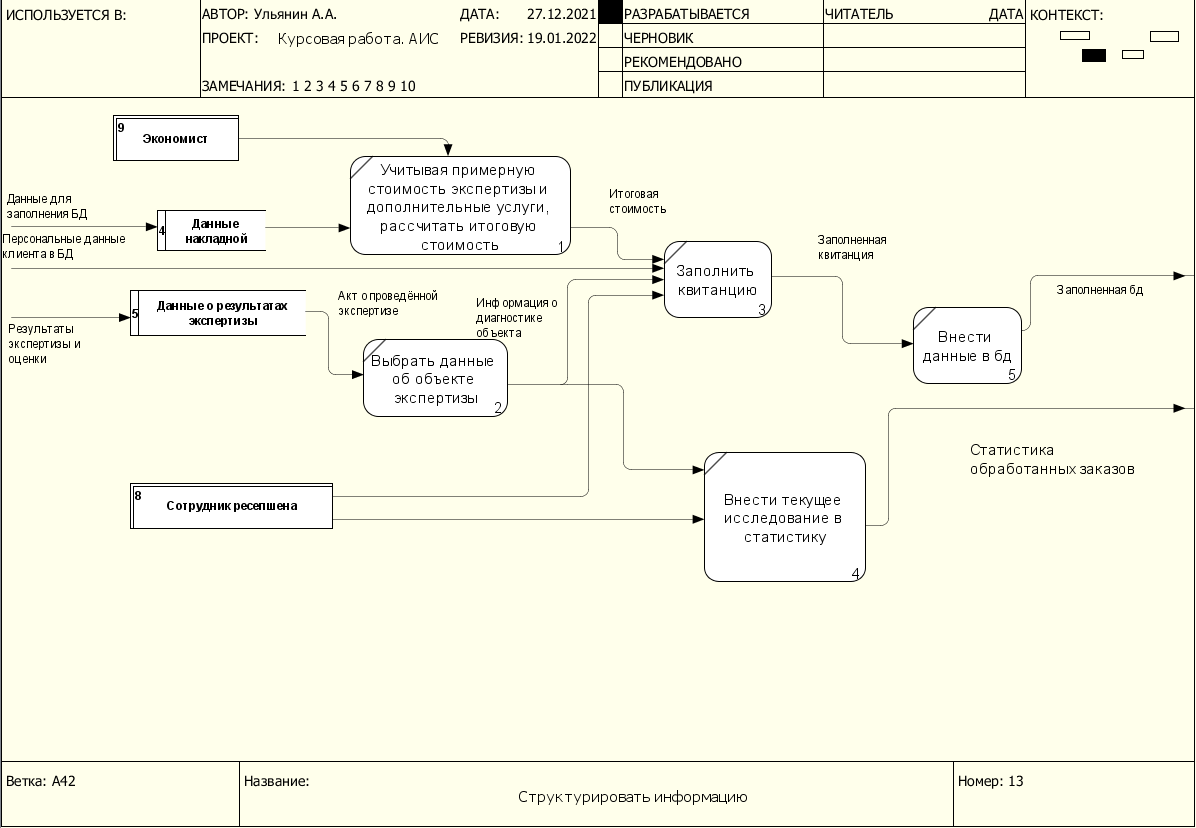 ИСПОЛЬЗУЕТСЯ В:
АВТОР: Ульянин А.А.
ДАТА: 27.12.2021
ПРОЕКТ: Курсовая работа. АИС
РЕВИЗИЯ: 19.01.2022
ЗАМЕЧАНИЯ: 1 2 3 4 5 6 7 8 9 10
РАЗРАБАТЫВАЕТСЯ
ЧЕРНОВИК
РЕКОМЕНДОВАНО
ПУБЛИКАЦИЯ
ЧИТАТЕЛЬ
ДАТА
КОНТЕКСТ:
9
Экономист
Учитывая примерную
стоимость экспертизы и
дополнительные услуги,
рассчитать итоговую
стоимость
1
Данные для
заполнения БД
4
Данные
накладной
Итоговая
стоимость
Персональные данные
клиента в БД
Заполнить
квитанцию
3
Заполненная
квитанция
Заполненная бд
5
Данные о результатах
экспертизы
Акт о проведённой
экспертизе
Информация о
диагностике
объекта
Результаты
экспертизы и
оценки
Внести
данные в бд
5
Выбрать данные
об объекте
экспертизы
2
Статистика
обработанных заказов
8
Сотрудник ресепшена
Внести текущее
исследование в
статистику
4
Ветка: A42
Название:
Структурировать информацию
Номер: 13